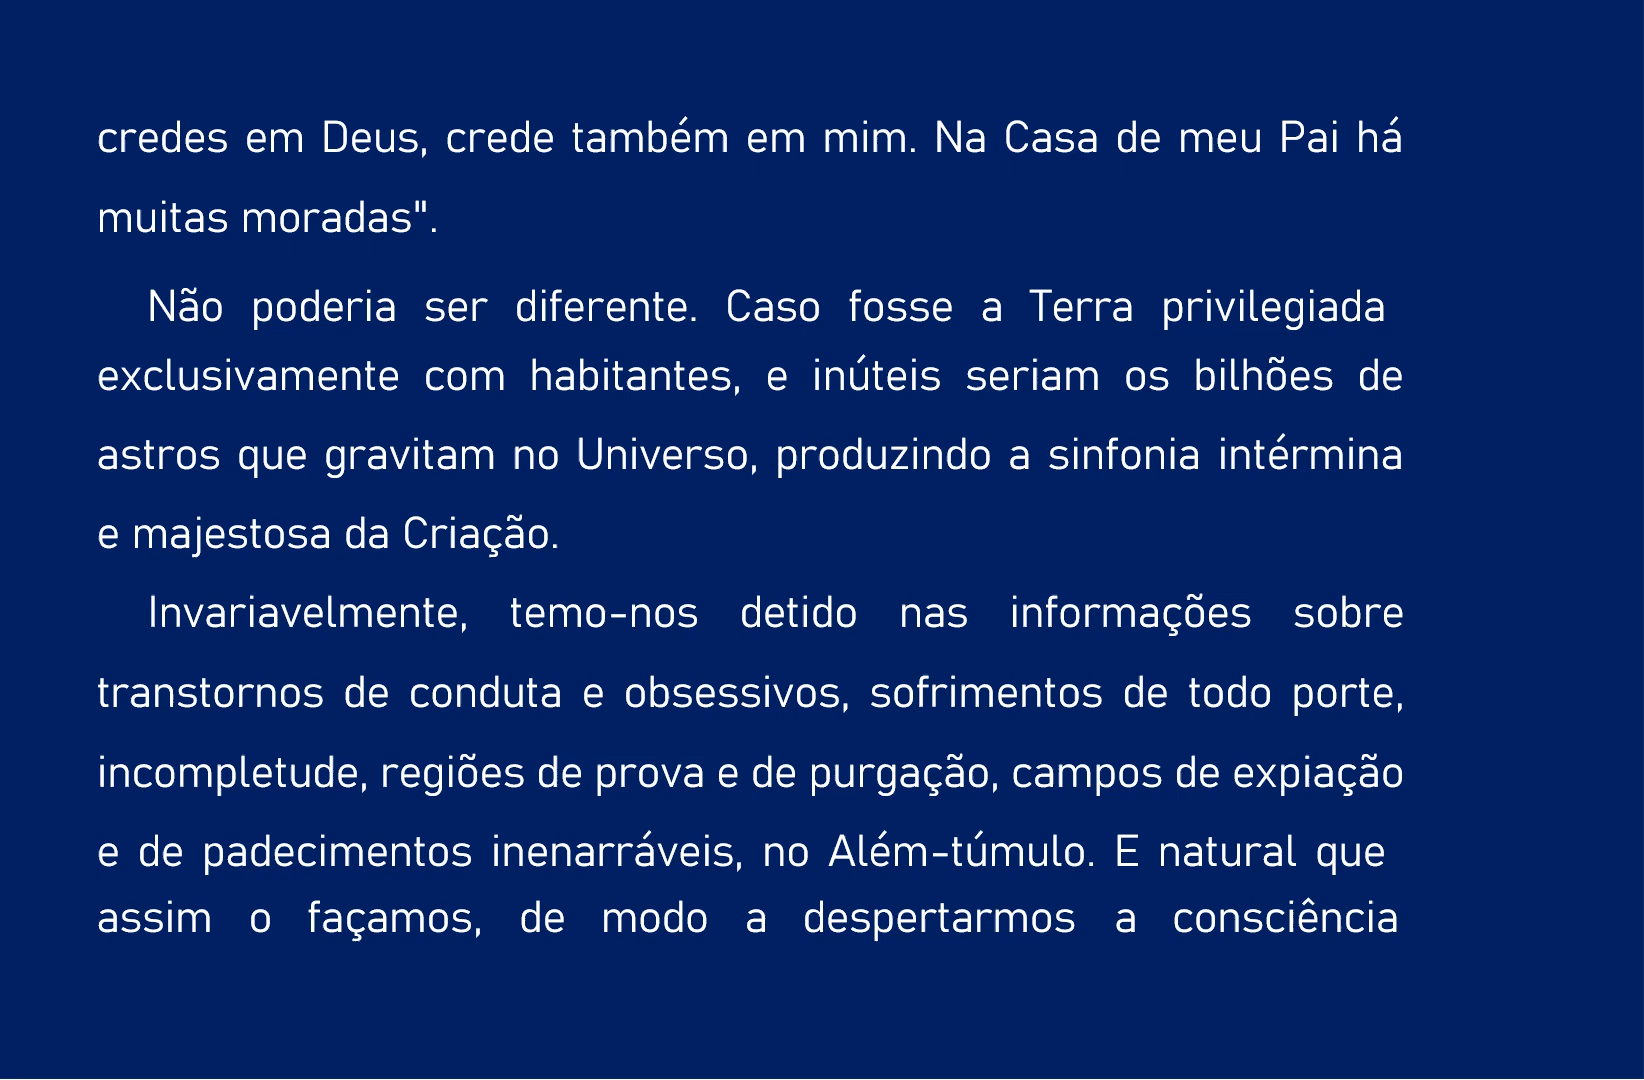 credes em Deus, crede também em mim. Na Casa de meu Pai há
muitas moradas".
Não poderia ser diferente. Caso fosse a Terra privilegiada
exclusivamente com habitantes, e inúteis seriam os bilhões de
astros que gravitam no Universo, produzindo a sinfonia intérmina
e majestosa da Criação.
Invariavelmente, temo-nos detido nas informações sobre
transtornos de conduta e obsessivos, sofrimentos de todo porte,
incompletude, regiões de prova e de purgação, campos de expiação
e de padecimentos inenarráveis, no Além-túmulo. E natural que
assim o façamos, de modo a despertarmos a consciência